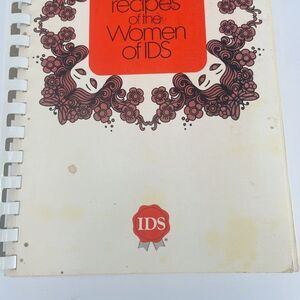 recipes
of the
Women
of IDS
IDS